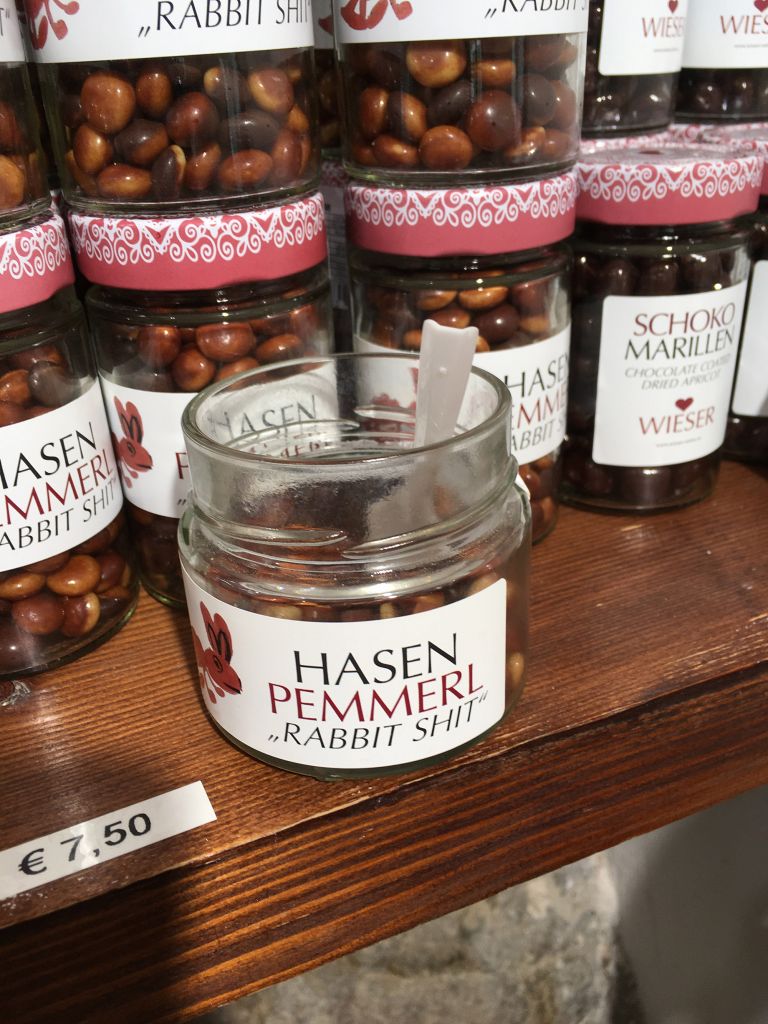 „RABBIT SHIT"
„RABBIT SHIT"
WIESER
WIESER
HASEN
PEMMERL
RABBIT SHIT"
HASEN
HASEN
PEMMERL
RABBIT SHIT"
SCHOKO
MARILLEN
CHOCOLATE COATED
DRIED APRICOT
WIESER
HASEN
PEMMERL
„RABBIT SHIT"
€ 7,50